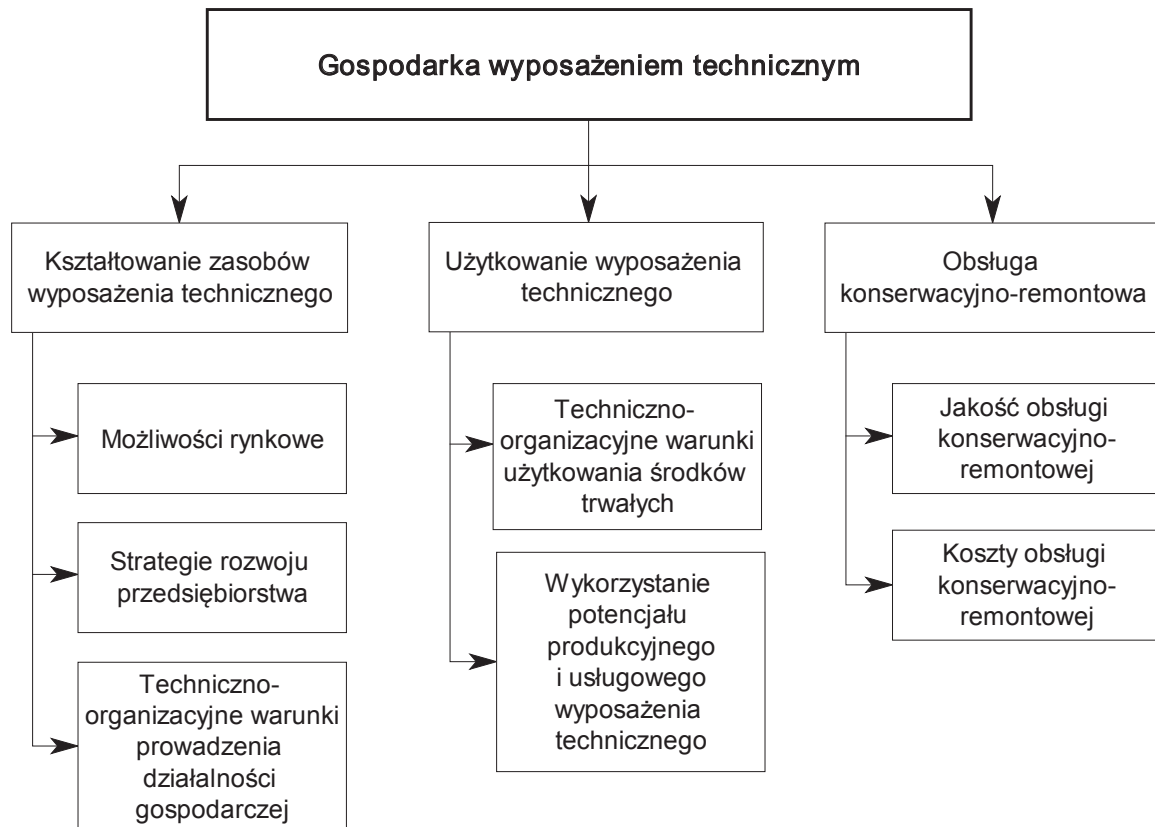 Gospodarka wyposażeniem technicznym
Kształtowanie zasobów
wyposażenia technicznego
Możliwości rynkowe
Strategie rozwoju
przedsiębiorstwa
Techniczno-
organizacyjne warunki
prowadzenia
działalności
gospodarczej
Użytkowanie wyposażenia
technicznego
Techniczno-
organizacyjne warunki
użytkowania środków
trwałych
Wykorzystanie
potencjału
produkcyjnego
i usługowego
wyposażenia
technicznego
Obsługa
konserwacyjno-remontowa
Jakość obsługi
konserwacyjno-
remontowej
Koszty obsługi
konserwacyjno-
remontowej